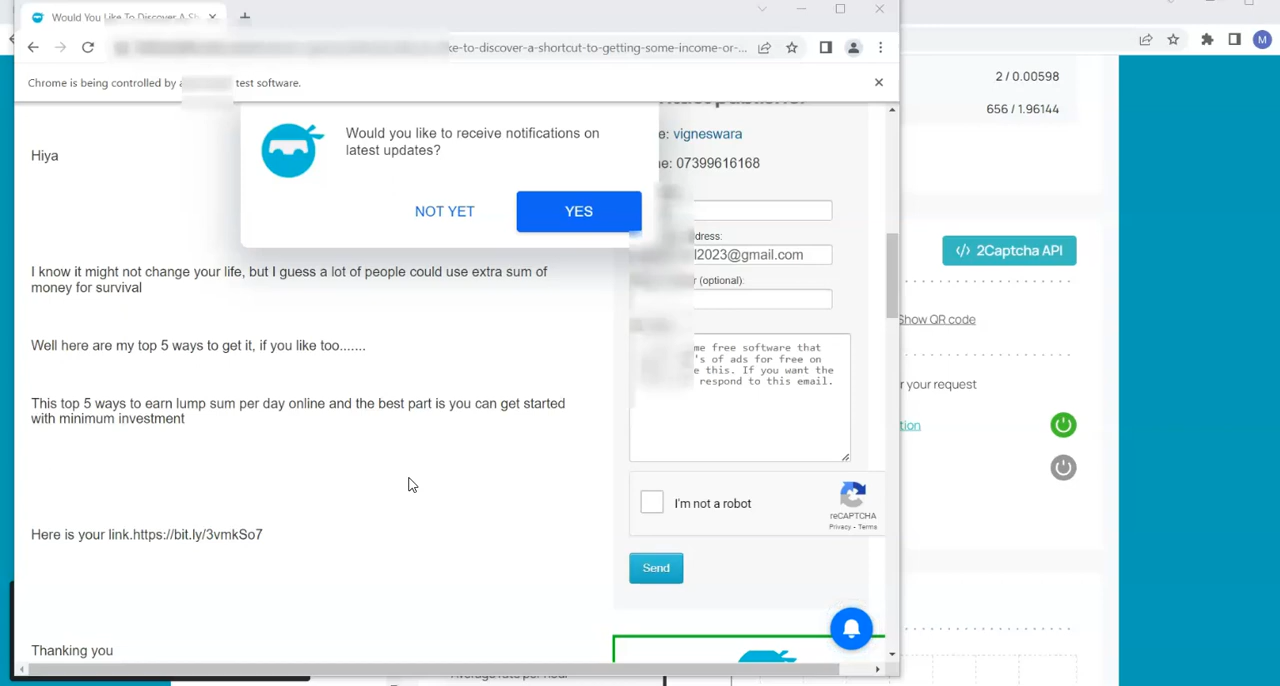 Would You Like To Discover A Sh
ke-to-discover-a-shortcut-to-getting-some-income-or-...
M
Chrome is being controlled by a
test software.
Would you like to receive notifications on
latest updates?
NOT YET
YES
Hiya
I know it might not change your life, but I guess a lot of people could use extra sum of
money for survival
Well here are my top 5 ways to get it, if you like too.......
This top 5 ways to earn lump sum per day online and the best part is you can get started
with minimum investment
Here is your link.https://bit.ly/3vmkSo7
Thanking you
e: vigneswara
ne: 07399616168
dress:
l2023@gmail.com
r (optional):
me free software that
's of ads for free on
e this. If you want the
respond to this email.
I'm not a robot
reCAPTCHA
Privacy - Terms
Send
2 / 0.00598
656 / 1.96144
</> 2Captcha API
Show QR code
r your request
tion
Average rate per hour